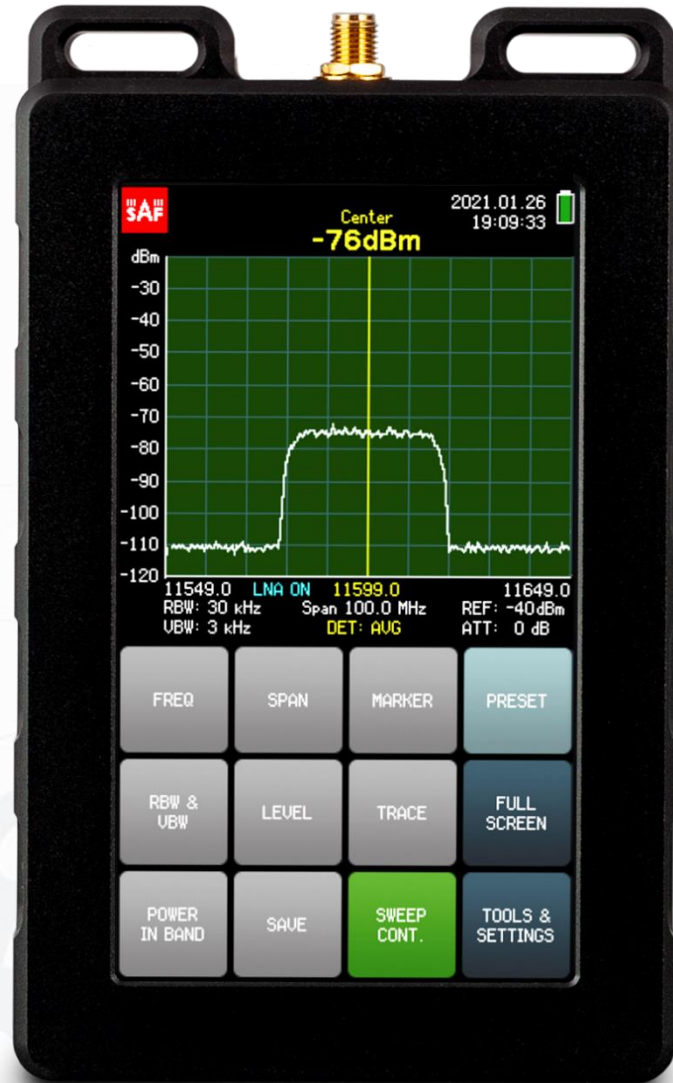 SAF
2021.01.26
19:09:33
Center
-76dBm
dBm
-30
-40
-50
-60
-70
-80
-90
-100
-110
-120
11549.0 LNA ON 11599.0 11649.0
RBW: 30 kHz Span 100.0 MHz REF: -40dBm
VBW: 3 kHz DET: AVG ATT: 0 dB
FREQ
SPAN
MARKER
PRESET
RBW &
VBW
LEVEL
TRACE
FULL
SCREEN
POWER
IN BAND
SAVE
SWEEP
CONT.
TOOLS &
SETTINGS